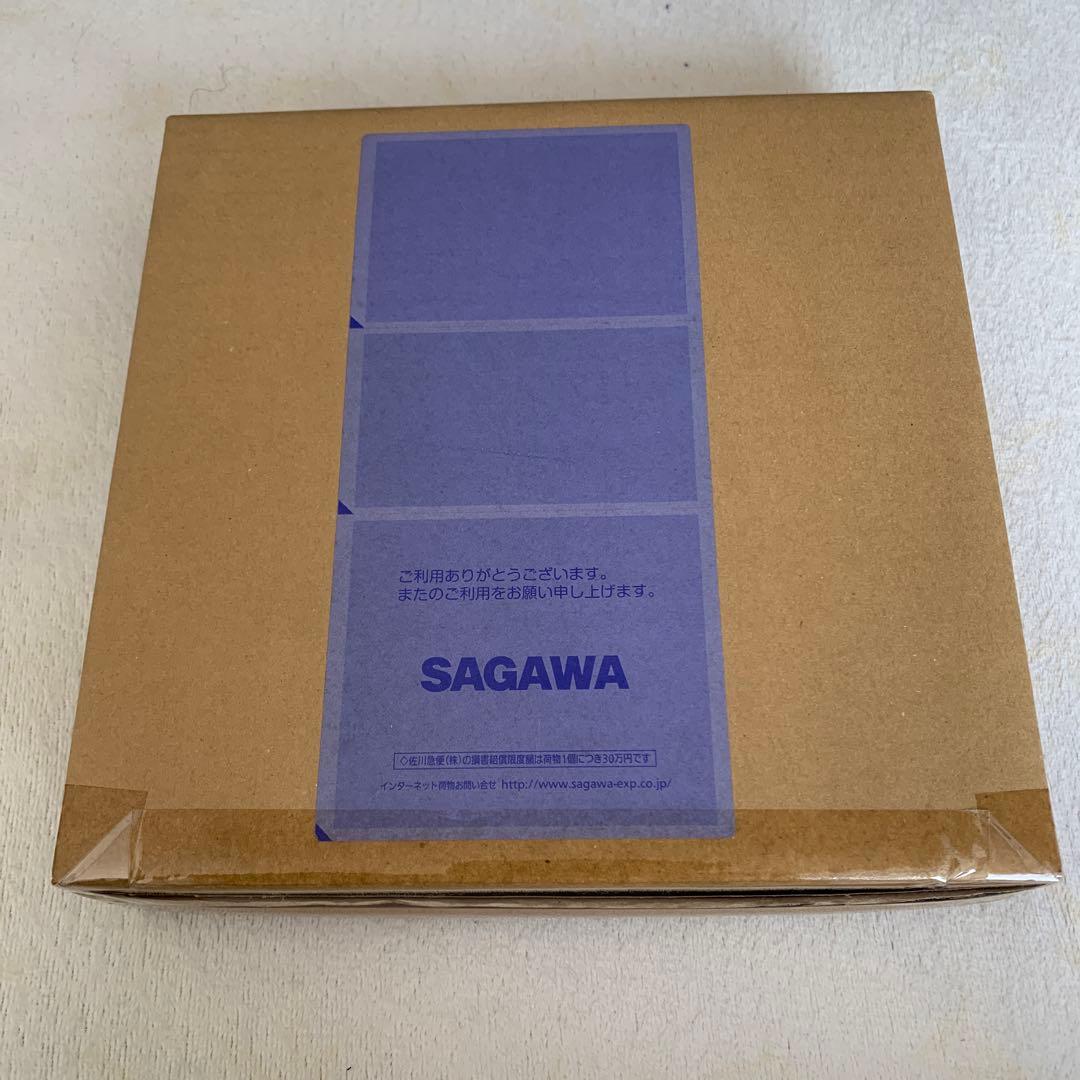 ご利用ありがとうございます。
またのご利用をお願い申し上げます。
SAGAWA
◇佐川急便(株)の損害賠償限度額は荷物1個につき30万円です
インターネット荷物お問い合せ http://www.sagawa-exp.co.jp/